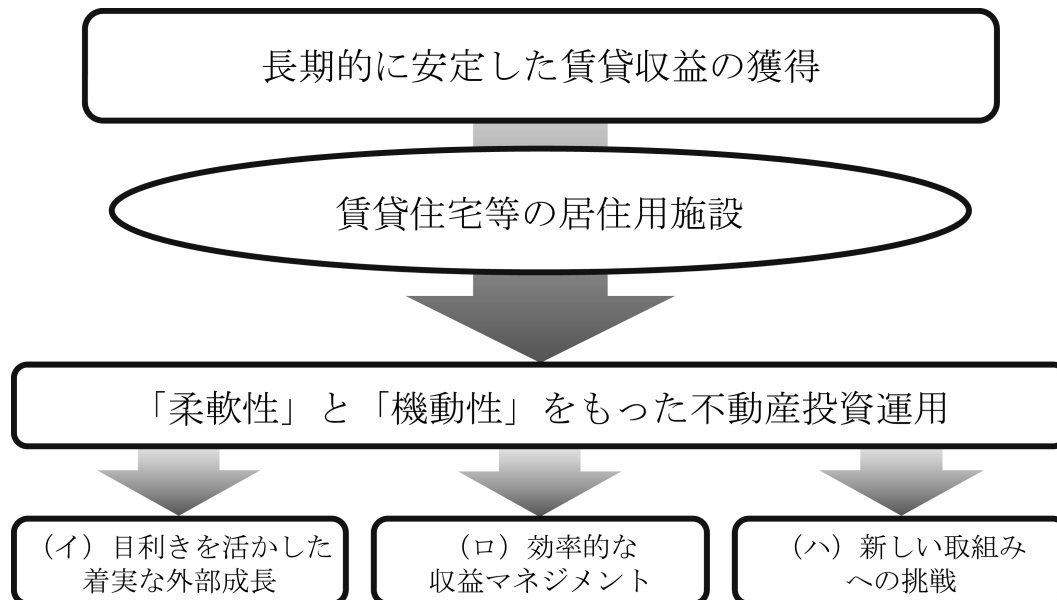 長期的に安定した賃貸収益の獲得
賃貸住宅等の居住用施設
「柔軟性」と「機動性」をもった不動産投資運用
（イ）目利きを活かした
着実な外部成長
（ロ）効率的な
収益マネジメント
（ハ）新しい取組み
への挑戦